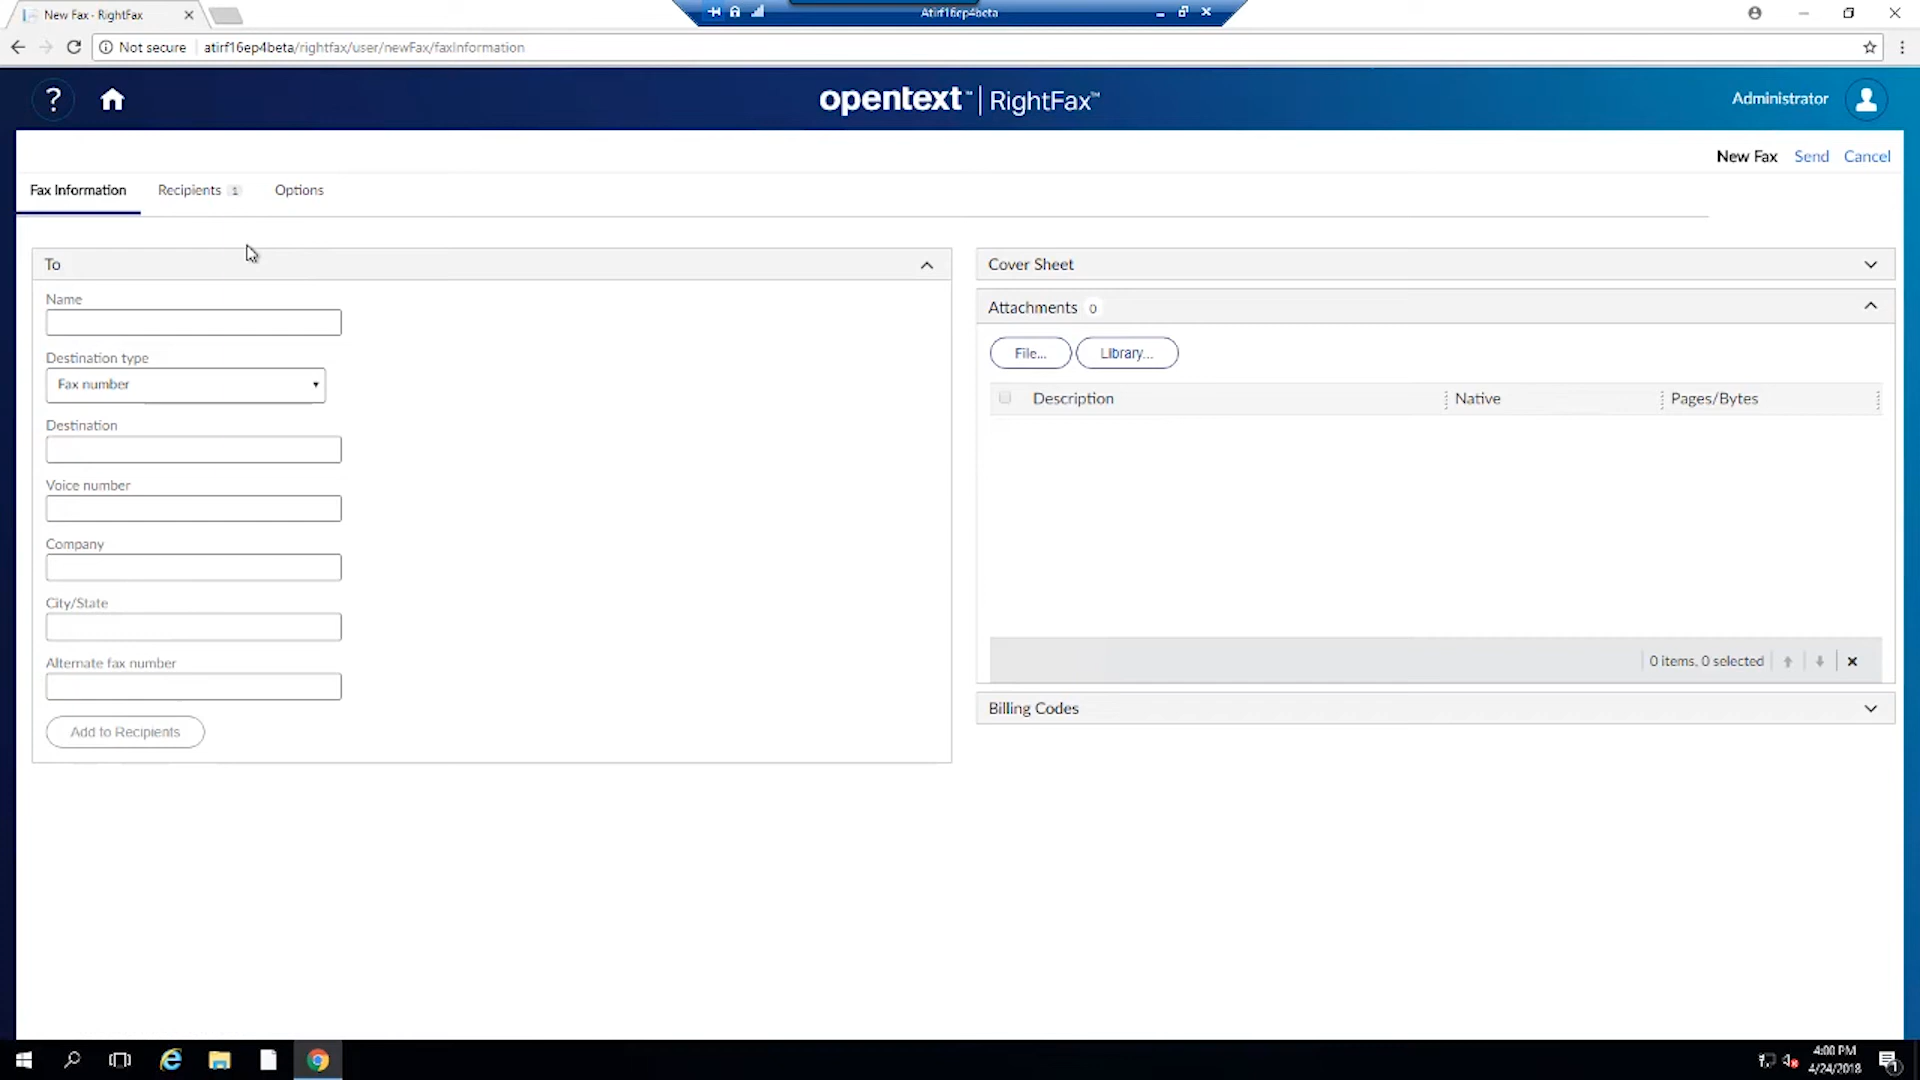 New Fax - RightFax
Atirf16ep4beta
Not secure
atirf16ep4beta/rightfax/user/newFax/faxInformation
?
opentext™ | RightFax™
Administrator
New Fax Send Cancel
Fax Information
Recipients 1
Options
To
Name
Destination type
Fax number
Destination
Voice number
Company
City/State
Alternate fax number
Add to Recipients
Cover Sheet
Attachments 0
File...
Library...
Description
Native
Pages/Bytes
0 items, 0 selected
Billing Codes
4:00 PM
4/24/2018
1